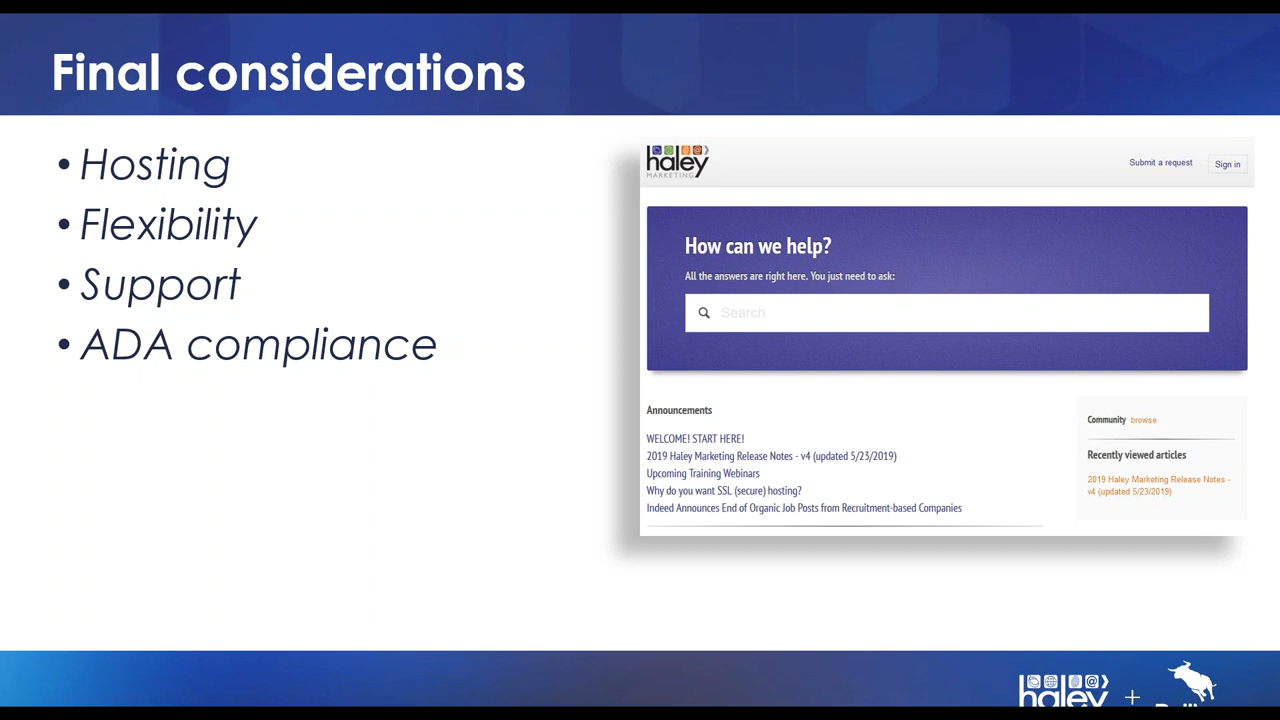 Final considerations
• Hosting
• Flexibility
• Support
• ADA compliance
haley
MARKETING
Submit a request
Sign in
How can we help?
All the answers are right here. You just need to ask:
Search
Announcements
WELCOME! START HERE!
2019 Haley Marketing Release Notes - v4 (updated 5/23/2019)
Upcoming Training Webinars
Why do you want SSL (secure) hosting?
Indeed Announces End of Organic Job Posts from Recruitment-based Companies
Community browse
Recently viewed articles
2019 Haley Marketing Release Notes -
v4 (updated 5/23/2019)
haley +